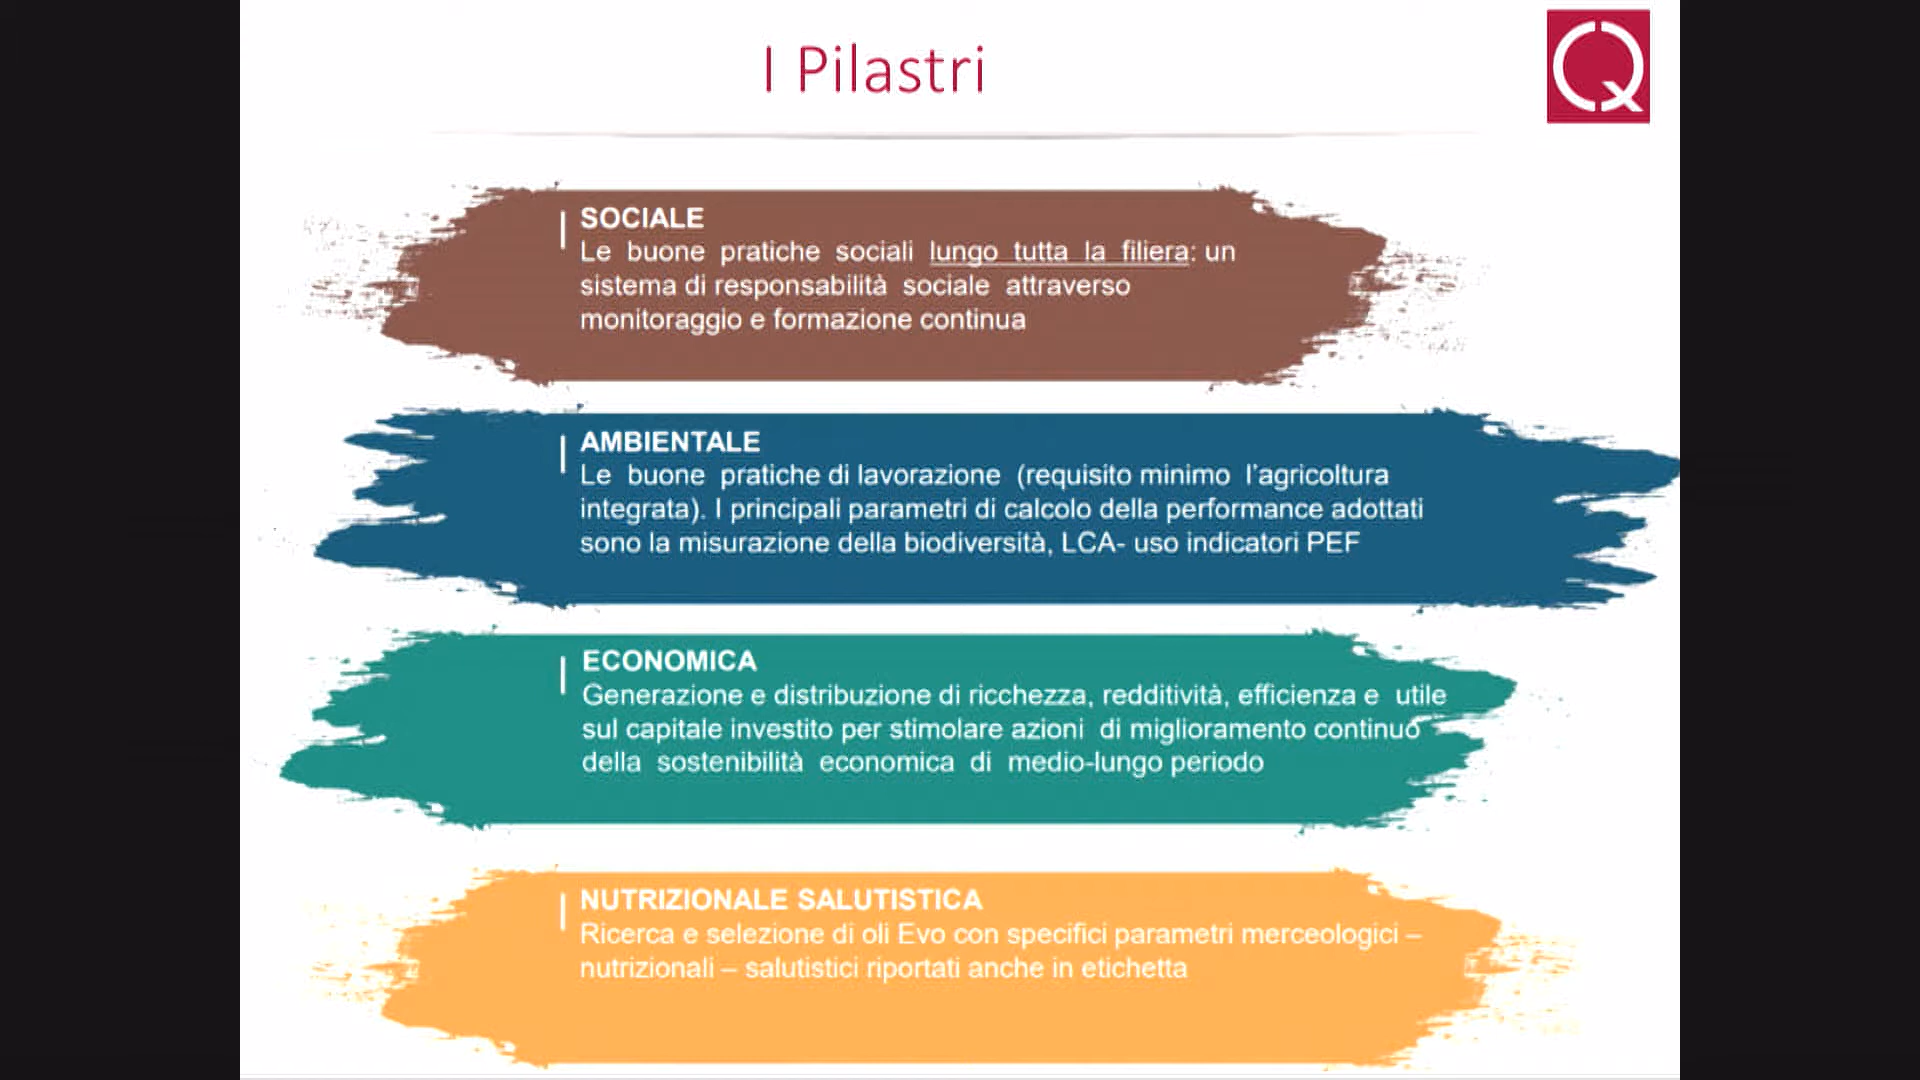 I Pilastri
SOCIALE
Le buone pratiche sociali lungo tutta la filiera: un
sistema di responsabilità sociale attraverso
monitoraggio e formazione continua
AMBIENTALE
Le buone pratiche di lavorazione (requisito minimo l’agricoltura
integrata). I principali parametri di calcolo della performance adottati
sono la misurazione della biodiversità, LCA- uso indicatori PEF
ECONOMICA
Generazione e distribuzione di ricchezza, redditività, efficienza e utile
sul capitale investito per stimolare azioni di miglioramento continuo
della sostenibilità economica di medio-lungo periodo
NUTRIZIONALE SALUTISTICA
Ricerca e selezione di oli Evo con specifici parametri merceologici –
nutrizionali – salutistici riportati anche in etichetta